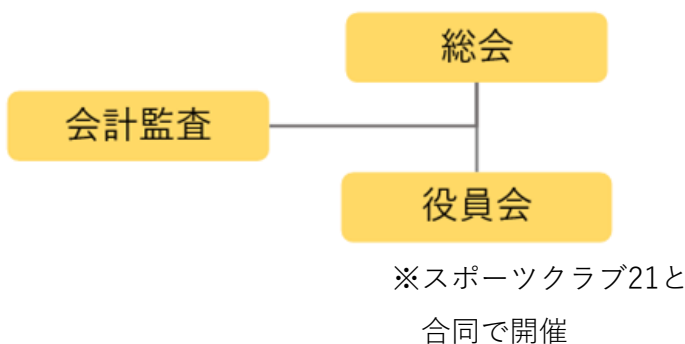 総会
会計監査
役員会
※スポーツクラブ21と
合同で開催